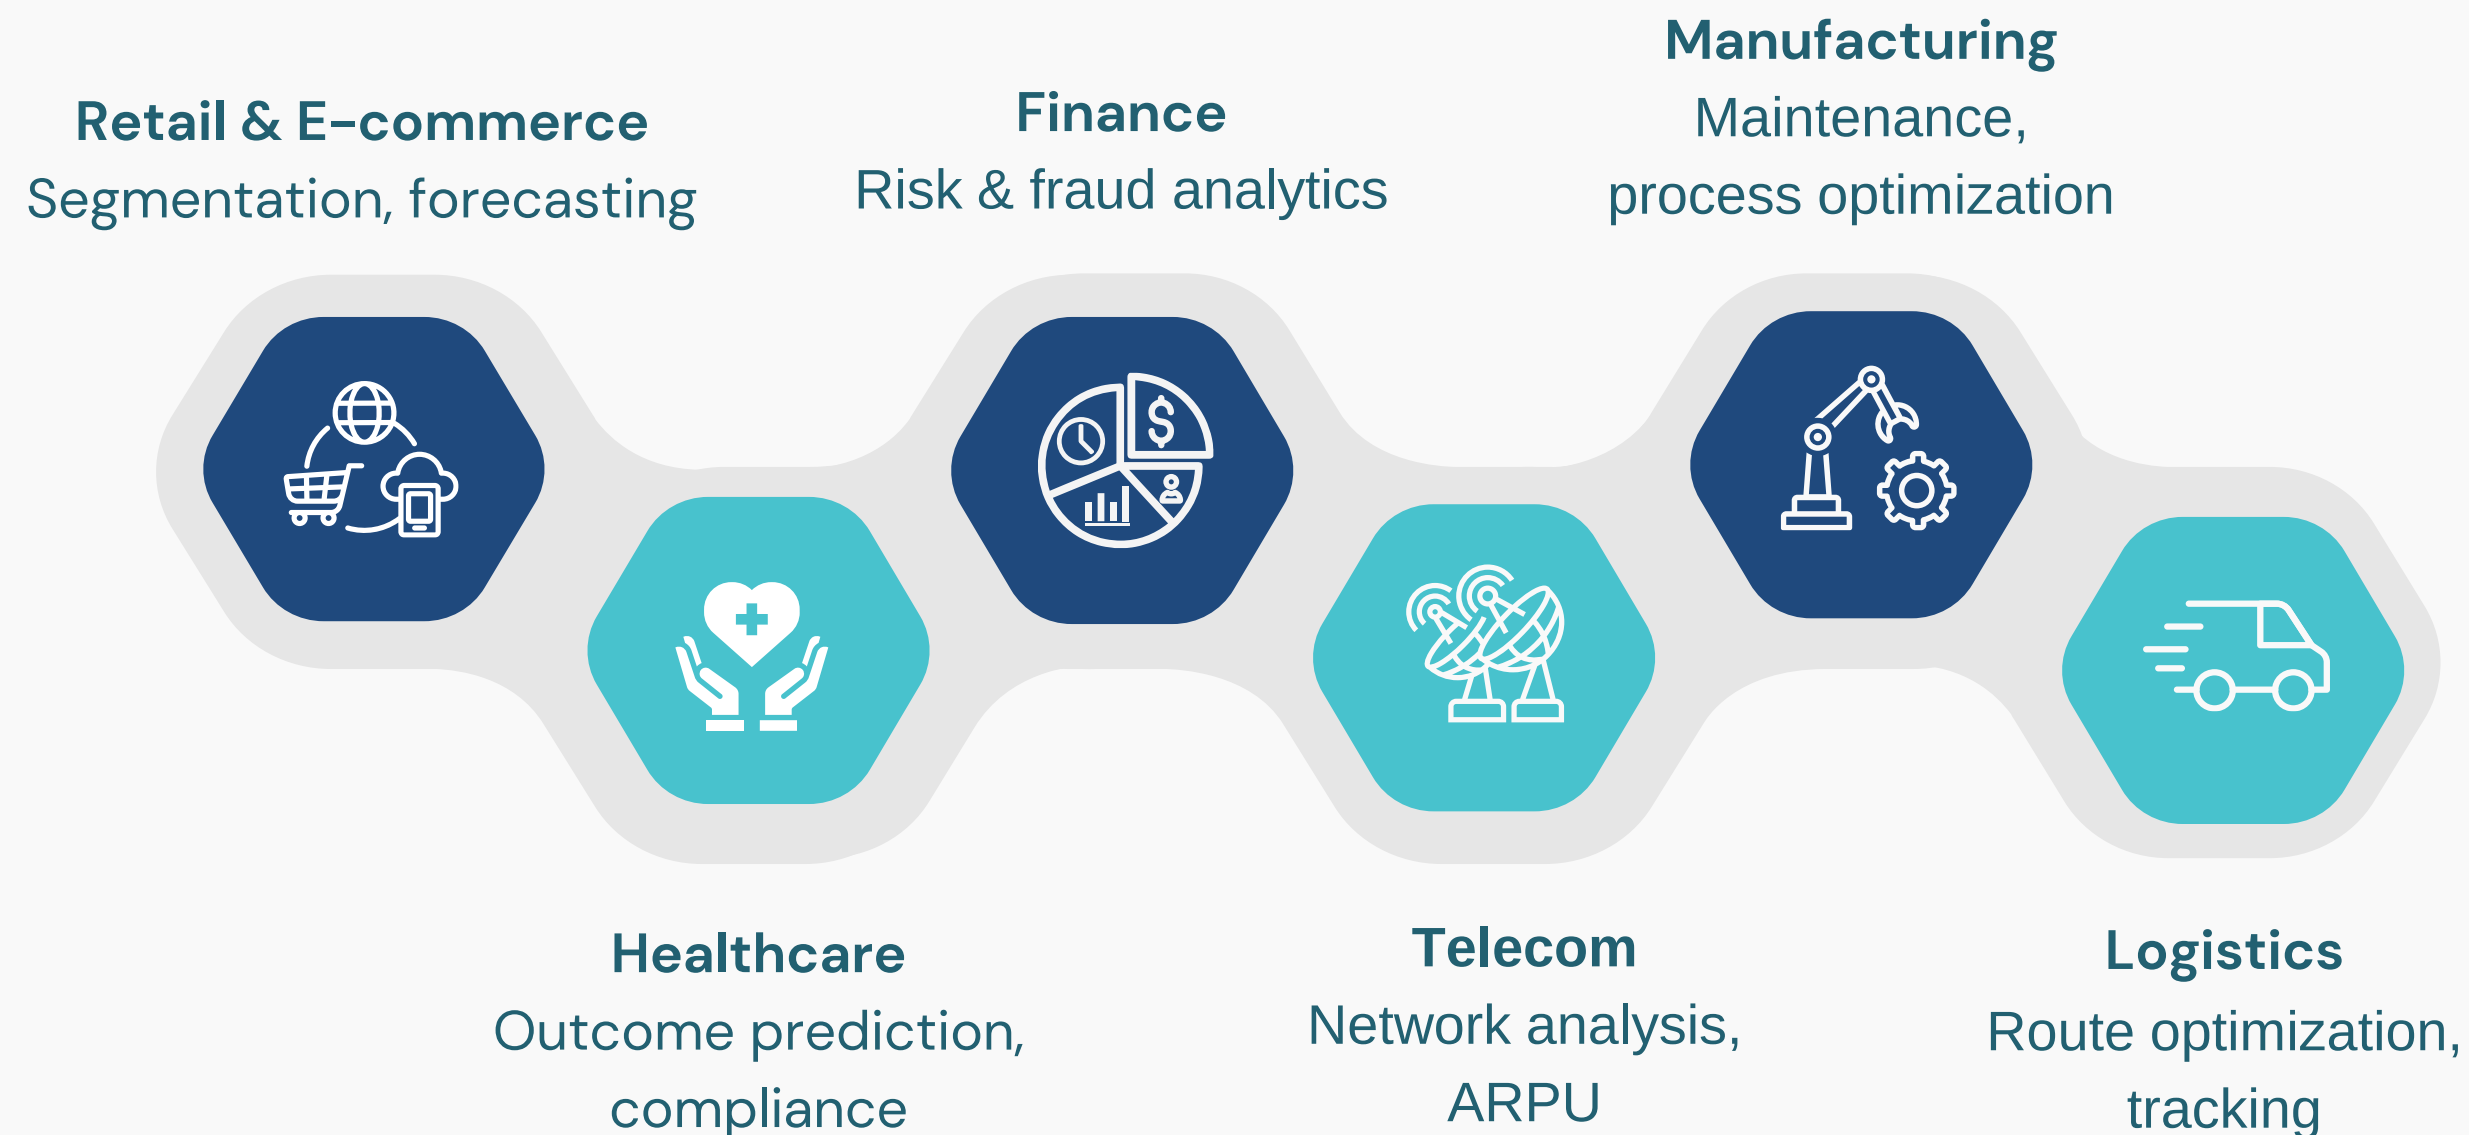 Retail & E-commerce
Segmentation, forecasting
Finance
Risk & fraud analytics
Manufacturing
Maintenance,
process optimization
Healthcare
Outcome prediction,
compliance
Telecom
Network analysis,
ARPU
Logistics
Route optimization,
tracking